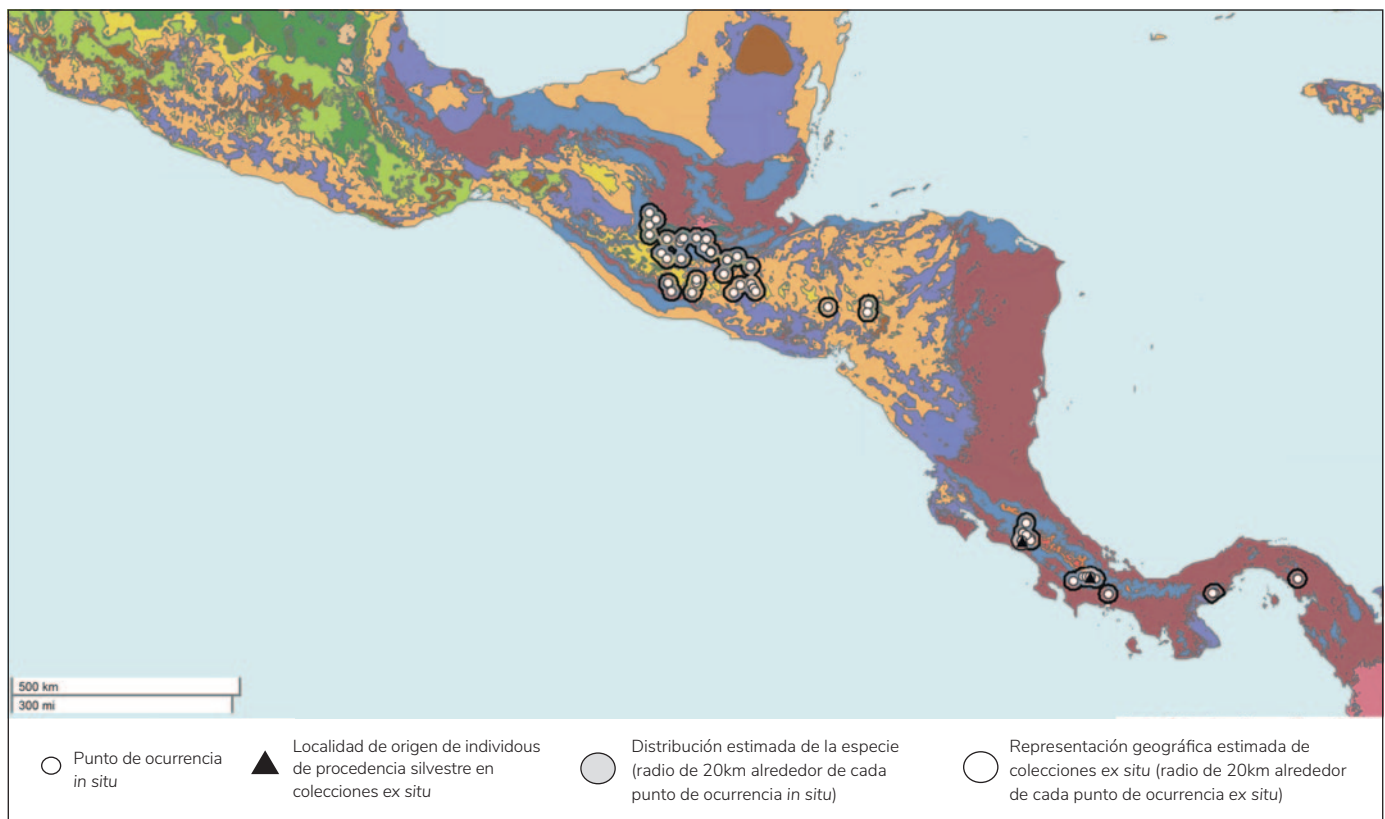 500 km
300 mi
Punto de ocurrencia
in situ
Localidad de origen de individous
de procedencia silvestre en
colecciones ex situ
Distribución estimada de la especie
(radio de 20km alrededor de cada
punto de ocurrencia in situ)
Representación geográfica estimada de
colecciones ex situ (radio de 20km alrededor
de cada punto de ocurrencia ex situ)